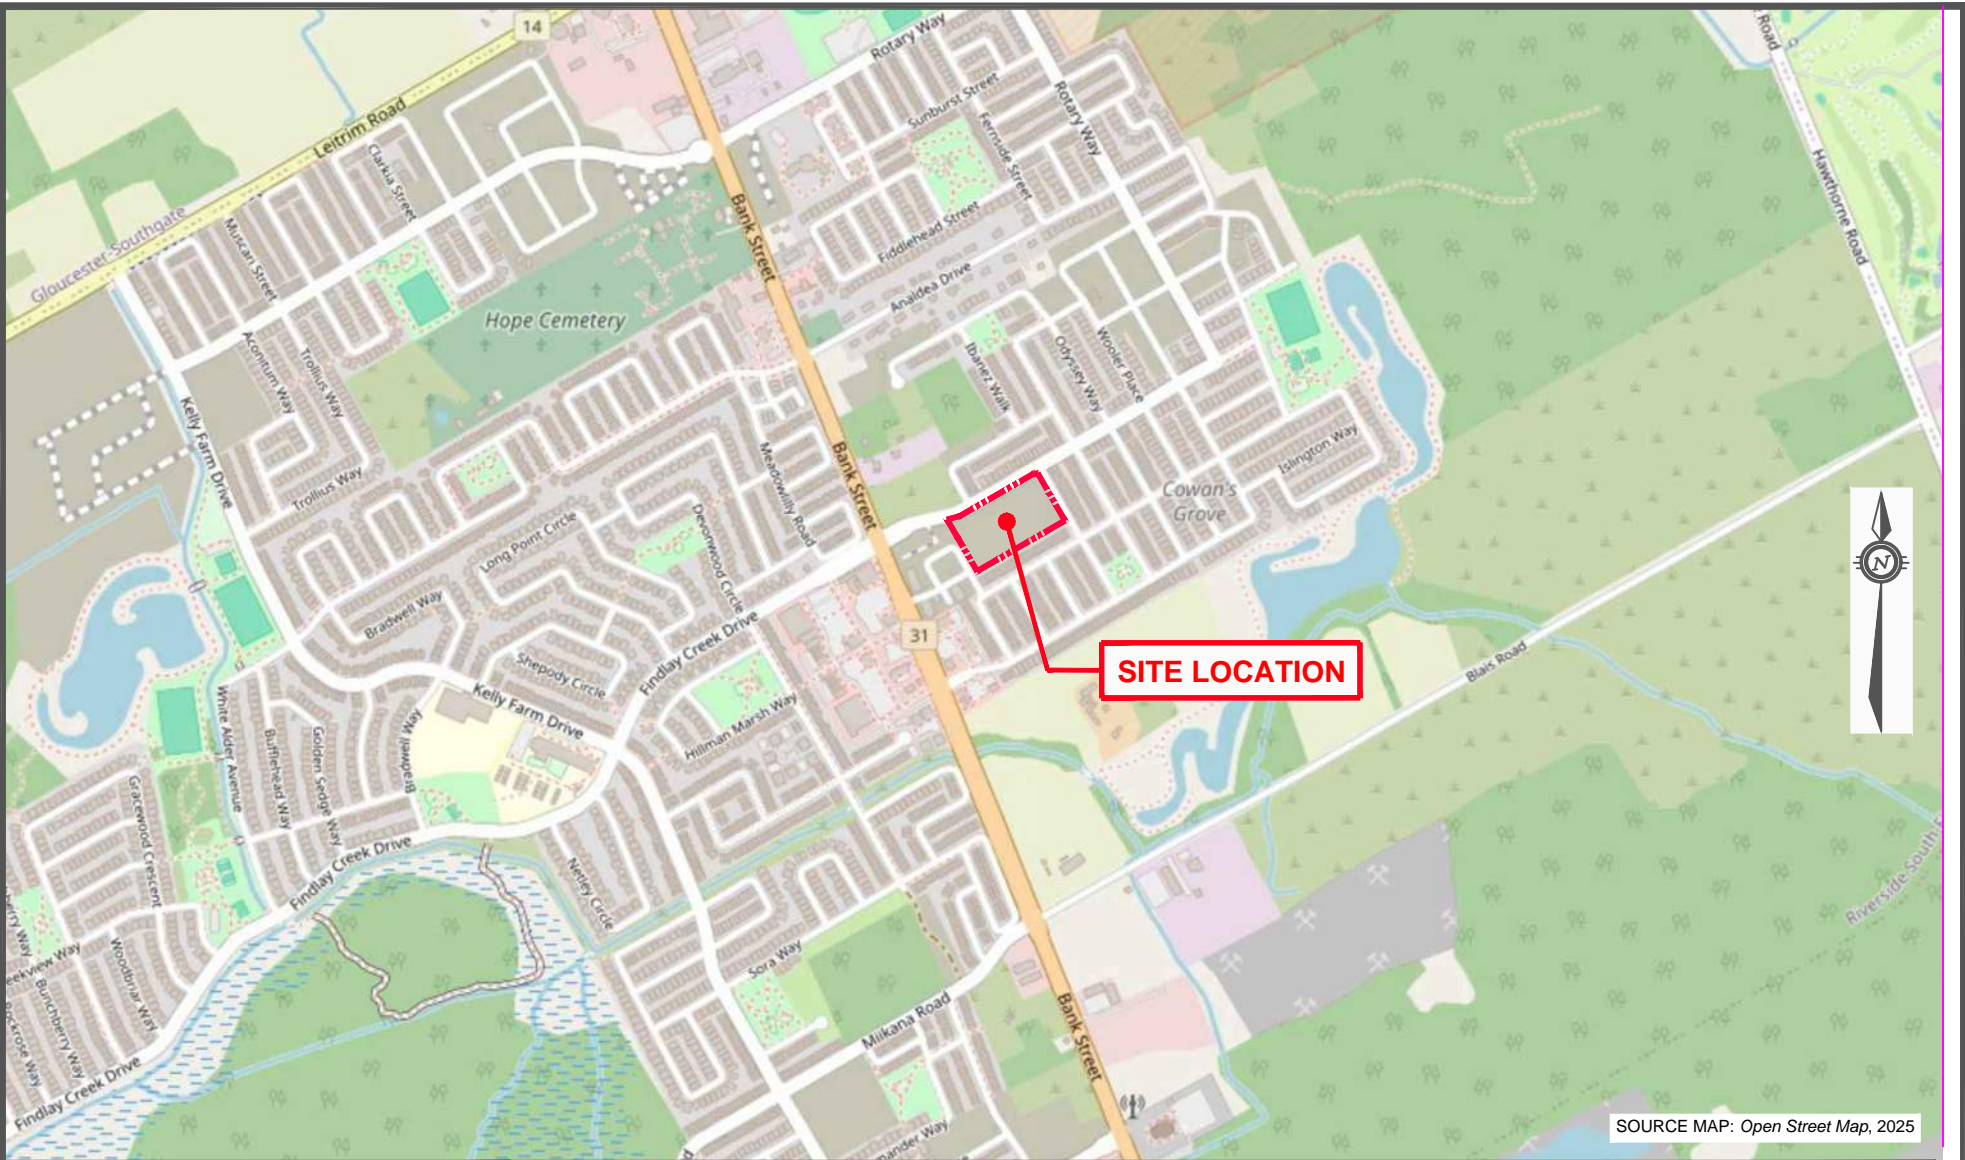 14
Rotary Way
Road
Leitrim Road
Clarkia Street
Sunburst Street
Fernside Street
Rotary Way
Hawthorne Road
Gloucester-Southgate
Muscari Street
Bank Street
Fiddlehead Street
Anaidea Drive
Hope Cemetery
Aconitum Way
Trollius Way
Ibanez Walk
Odyssey Way
Wooler Place
Kelly Farm Drive
Trollius Way
Meadowlilly Road
Bank Street
Islington Way
Cowan's
Grove
Long Point Circle
Devonwood Circle
Bradwell Way
N
31
Shepody Circle
Findlay Creek Drive
SITE LOCATION
Blais Road
Kelly Farm Drive
Hillman Marsh Way
White Alder Avenue
Bufflehead Way
Golden Sedge Way
Bradwell Way
Gracewood Crescent
Findlay Creek Drive
Netley Circle
Riverside South
Woodbriar Way
Bunchberry Way
Sora Way
Miikana Road
Bank Street
Findlay Creek Drive
SOURCE MAP: Open Street Map, 2025